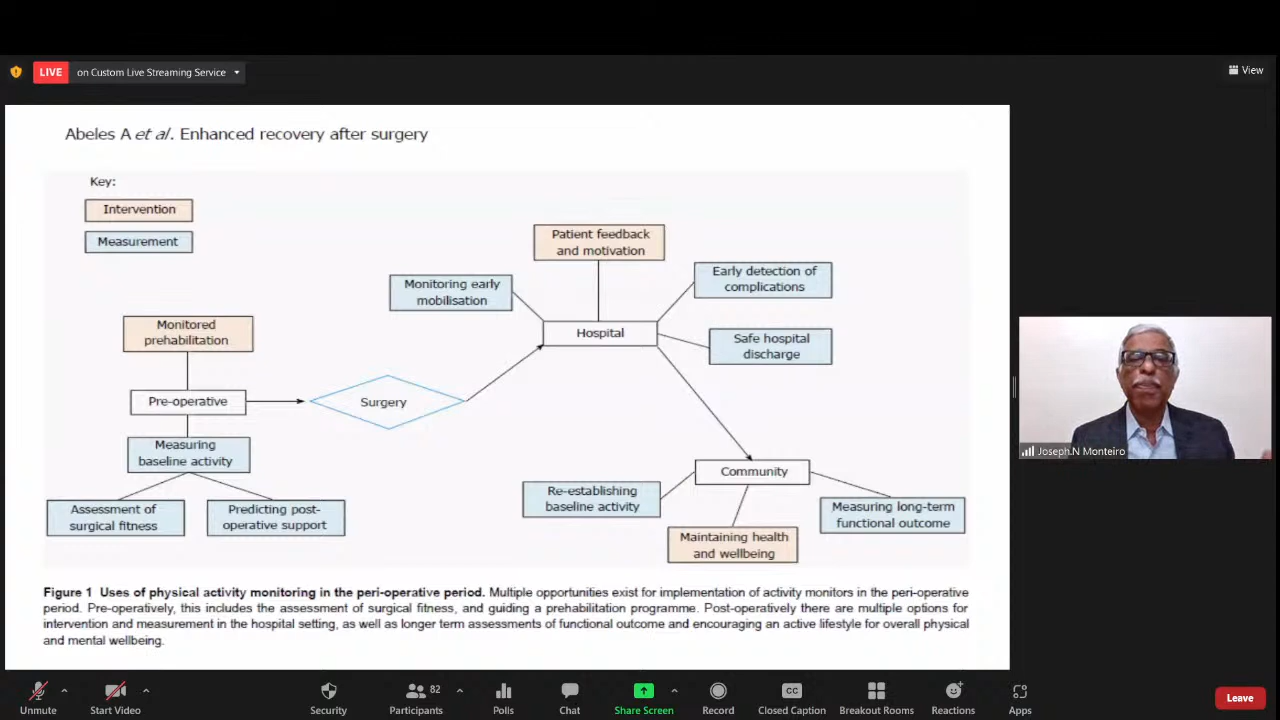 LIVE
on Custom Live Streaming Service
View
Abeles A et al. Enhanced recovery after surgery
Key:
Intervention
Measurement
Patient feedback
and motivation
Monitoring early
mobilisation
Early detection of
complications
Hospital
Safe hospital
discharge
Monitored
prehabilitation
Pre-operative
Surgery
Measuring
baseline activity
Assessment of
surgical fitness
Predicting post-
operative support
Community
Re-establishing
baseline activity
Maintaining health
and wellbeing
Measuring long-term
functional outcome
Figure 1 Uses of physical activity monitoring in the peri-operative period. Multiple opportunities exist for implementation of activity monitors in the peri-operative
period. Pre-operatively, this includes the assessment of surgical fitness, and guiding a prehabilitation programme. Post-operatively there are multiple options for
intervention and measurement in the hospital setting, as well as longer term assessments of functional outcome and encouraging an active lifestyle for overall physical
and mental wellbeing.
Joseph.N Monteiro
Unmute
Start Video
Security
82
Participants
Polls
Chat
Share Screen
Record
CC
Closed Caption
Breakout Rooms
Reactions
Apps
Leave